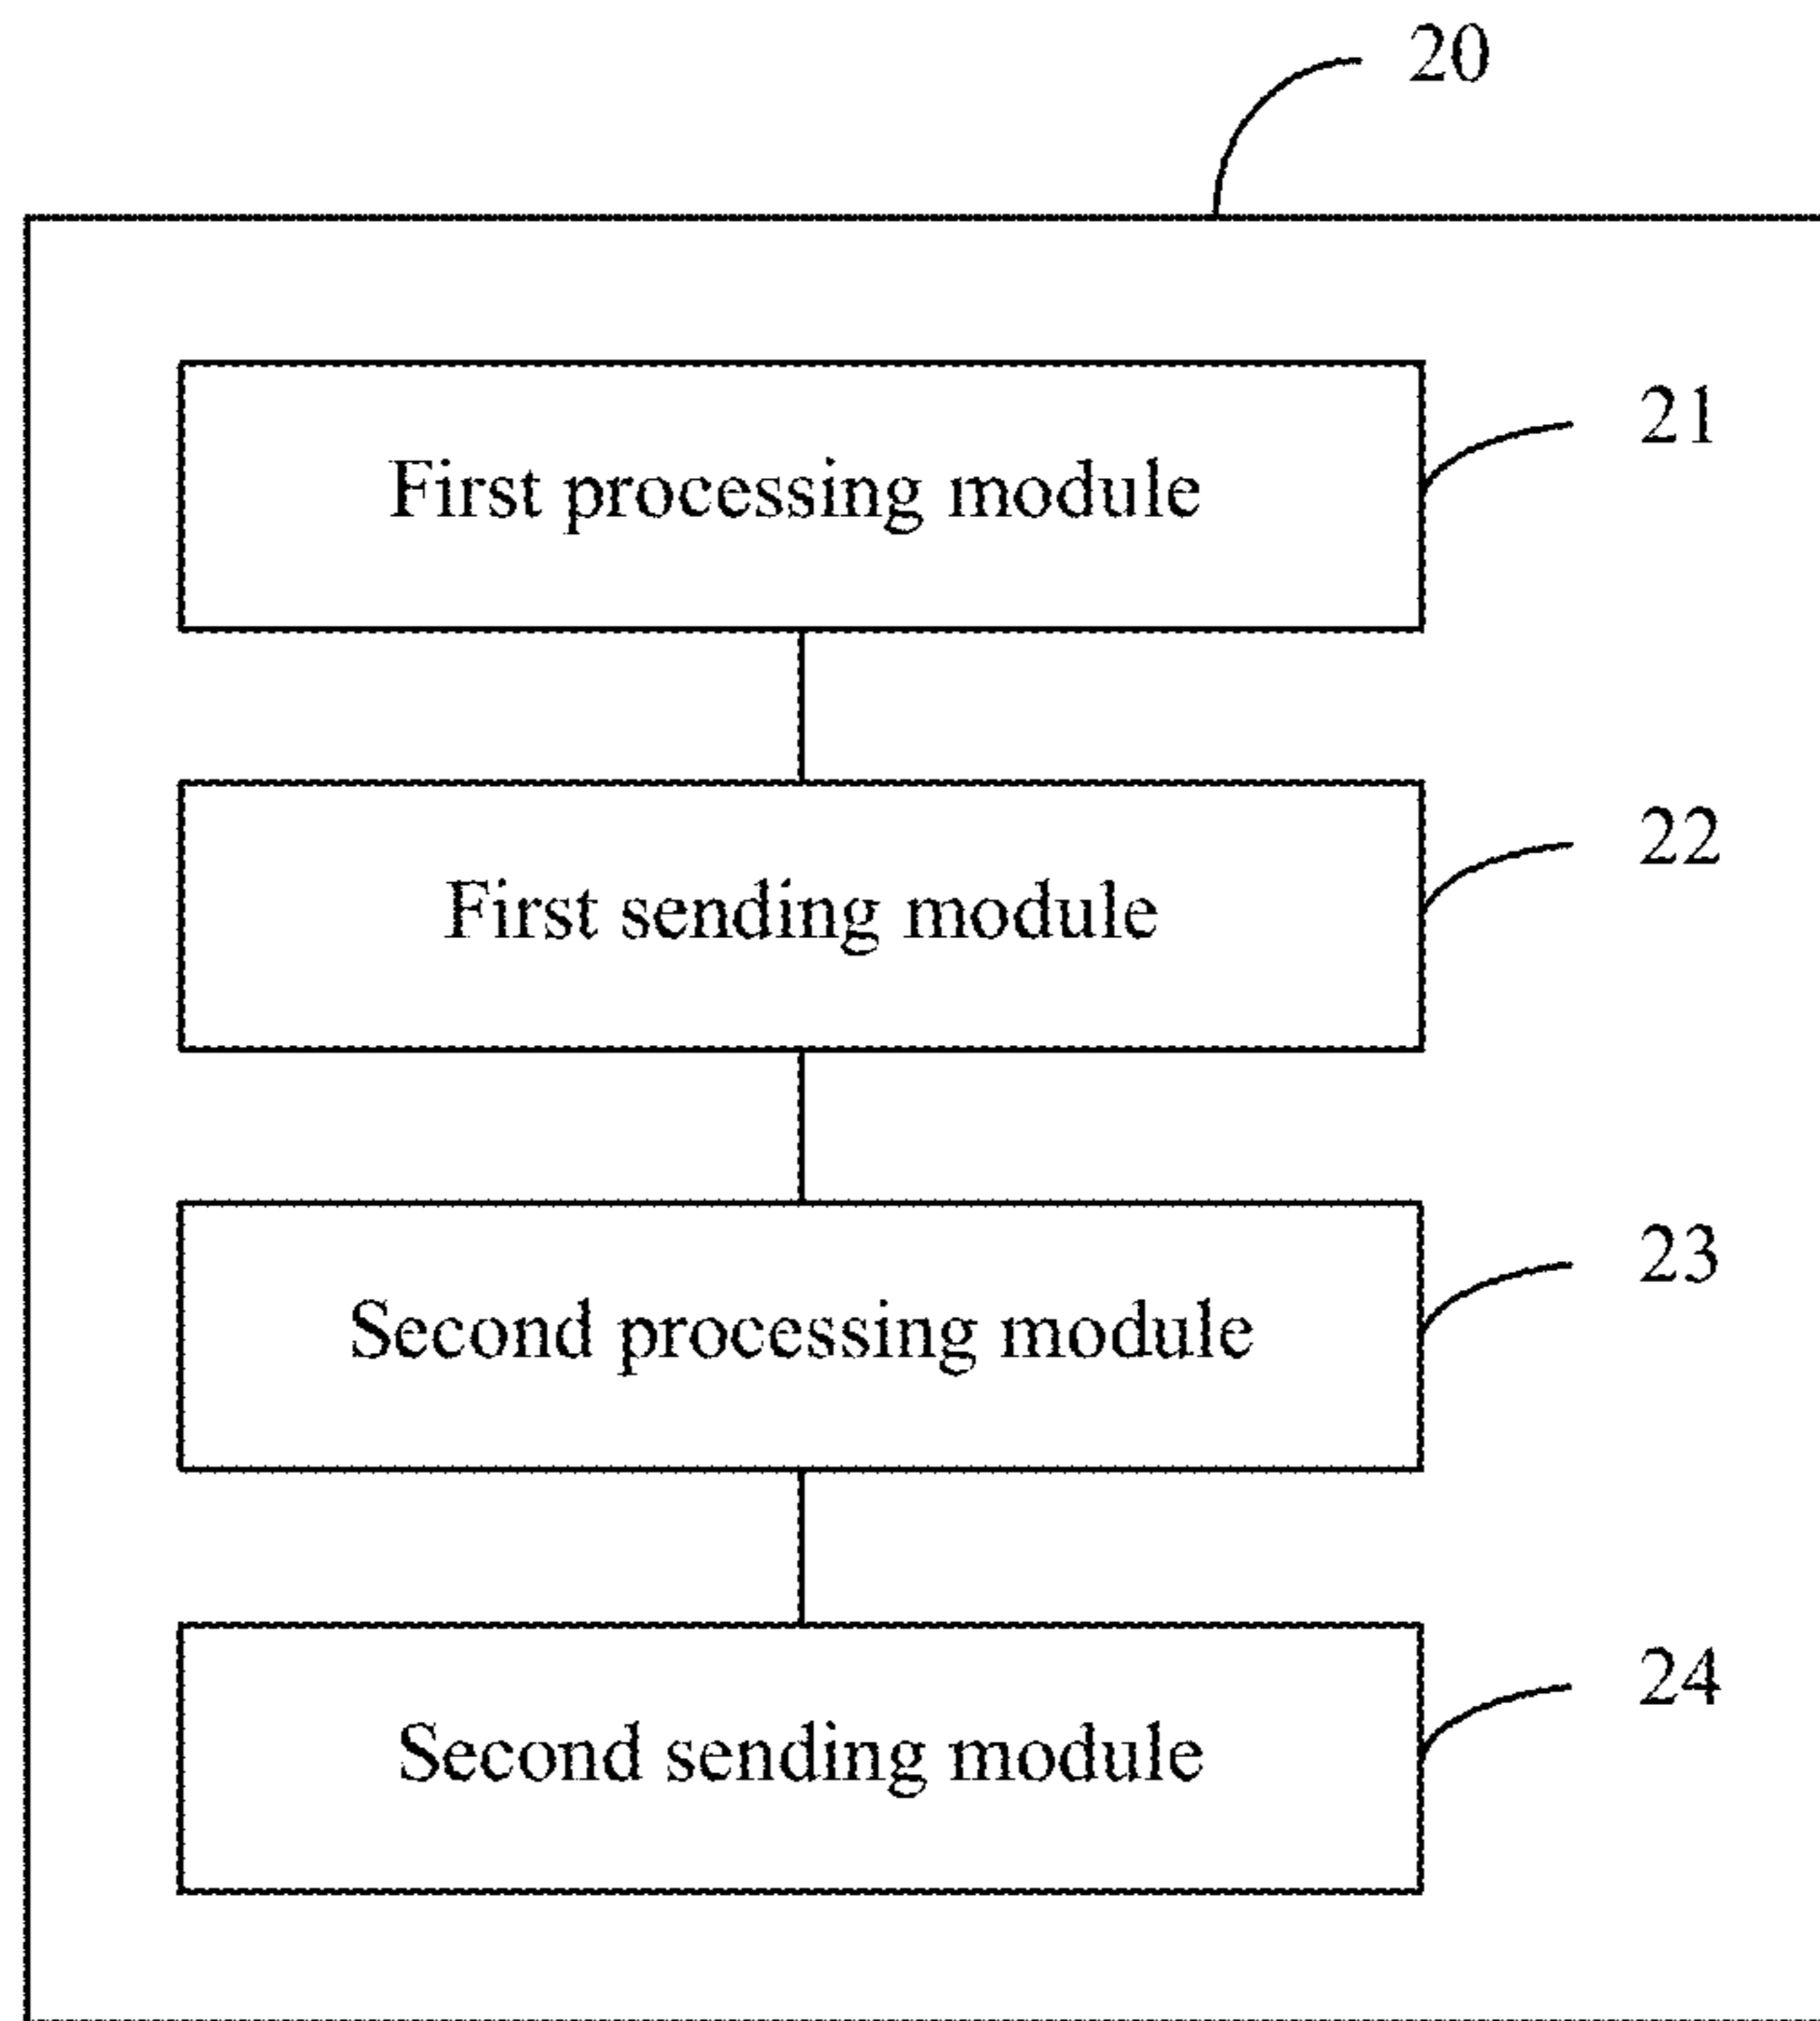 20
First processing module
21
First sending module
22
Second processing module
23
Second sending module
24